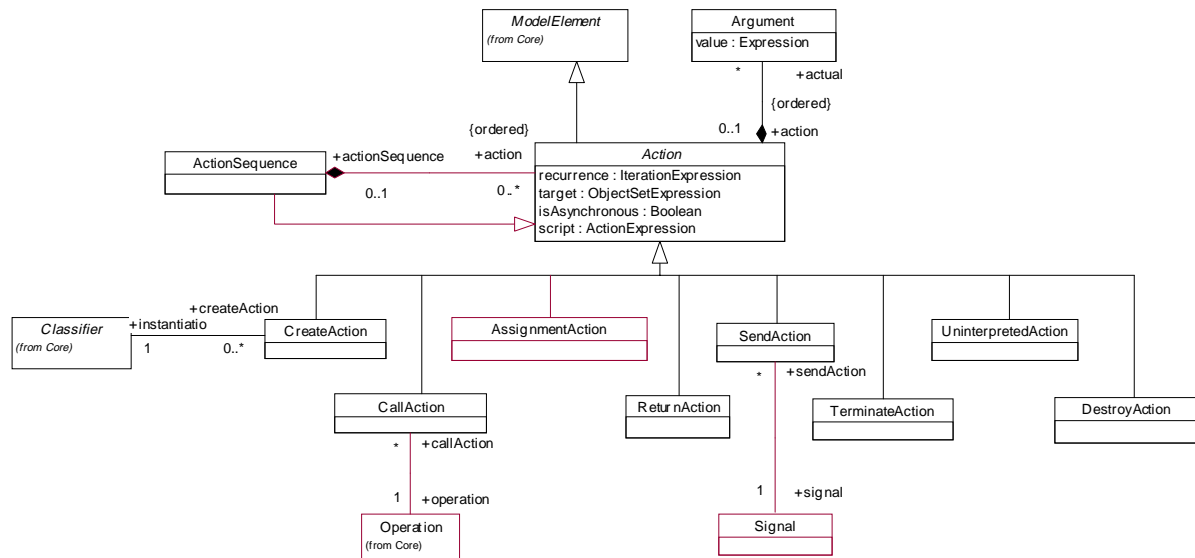 ModelElement
(from Core)
Argument
value : Expression
*
+actual
{ordered}
0..1
+action
{ordered}
+actionSequence
+action
ActionSequence
0..1
0..*
Action
recurrence : IterationExpression
target : ObjectSetExpression
isAsynchronous : Boolean
script : ActionExpression
+createAction
Classifier
(from Core)
+instantiatio
1
0..*
CreateAction
AssignmentAction
SendAction
UninterpretedAction
*
+sendAction
CallAction
ReturnAction
TerminateAction
DestroyAction
*
+callAction
1
+operation
1
+signal
Operation
(from Core)
Signal